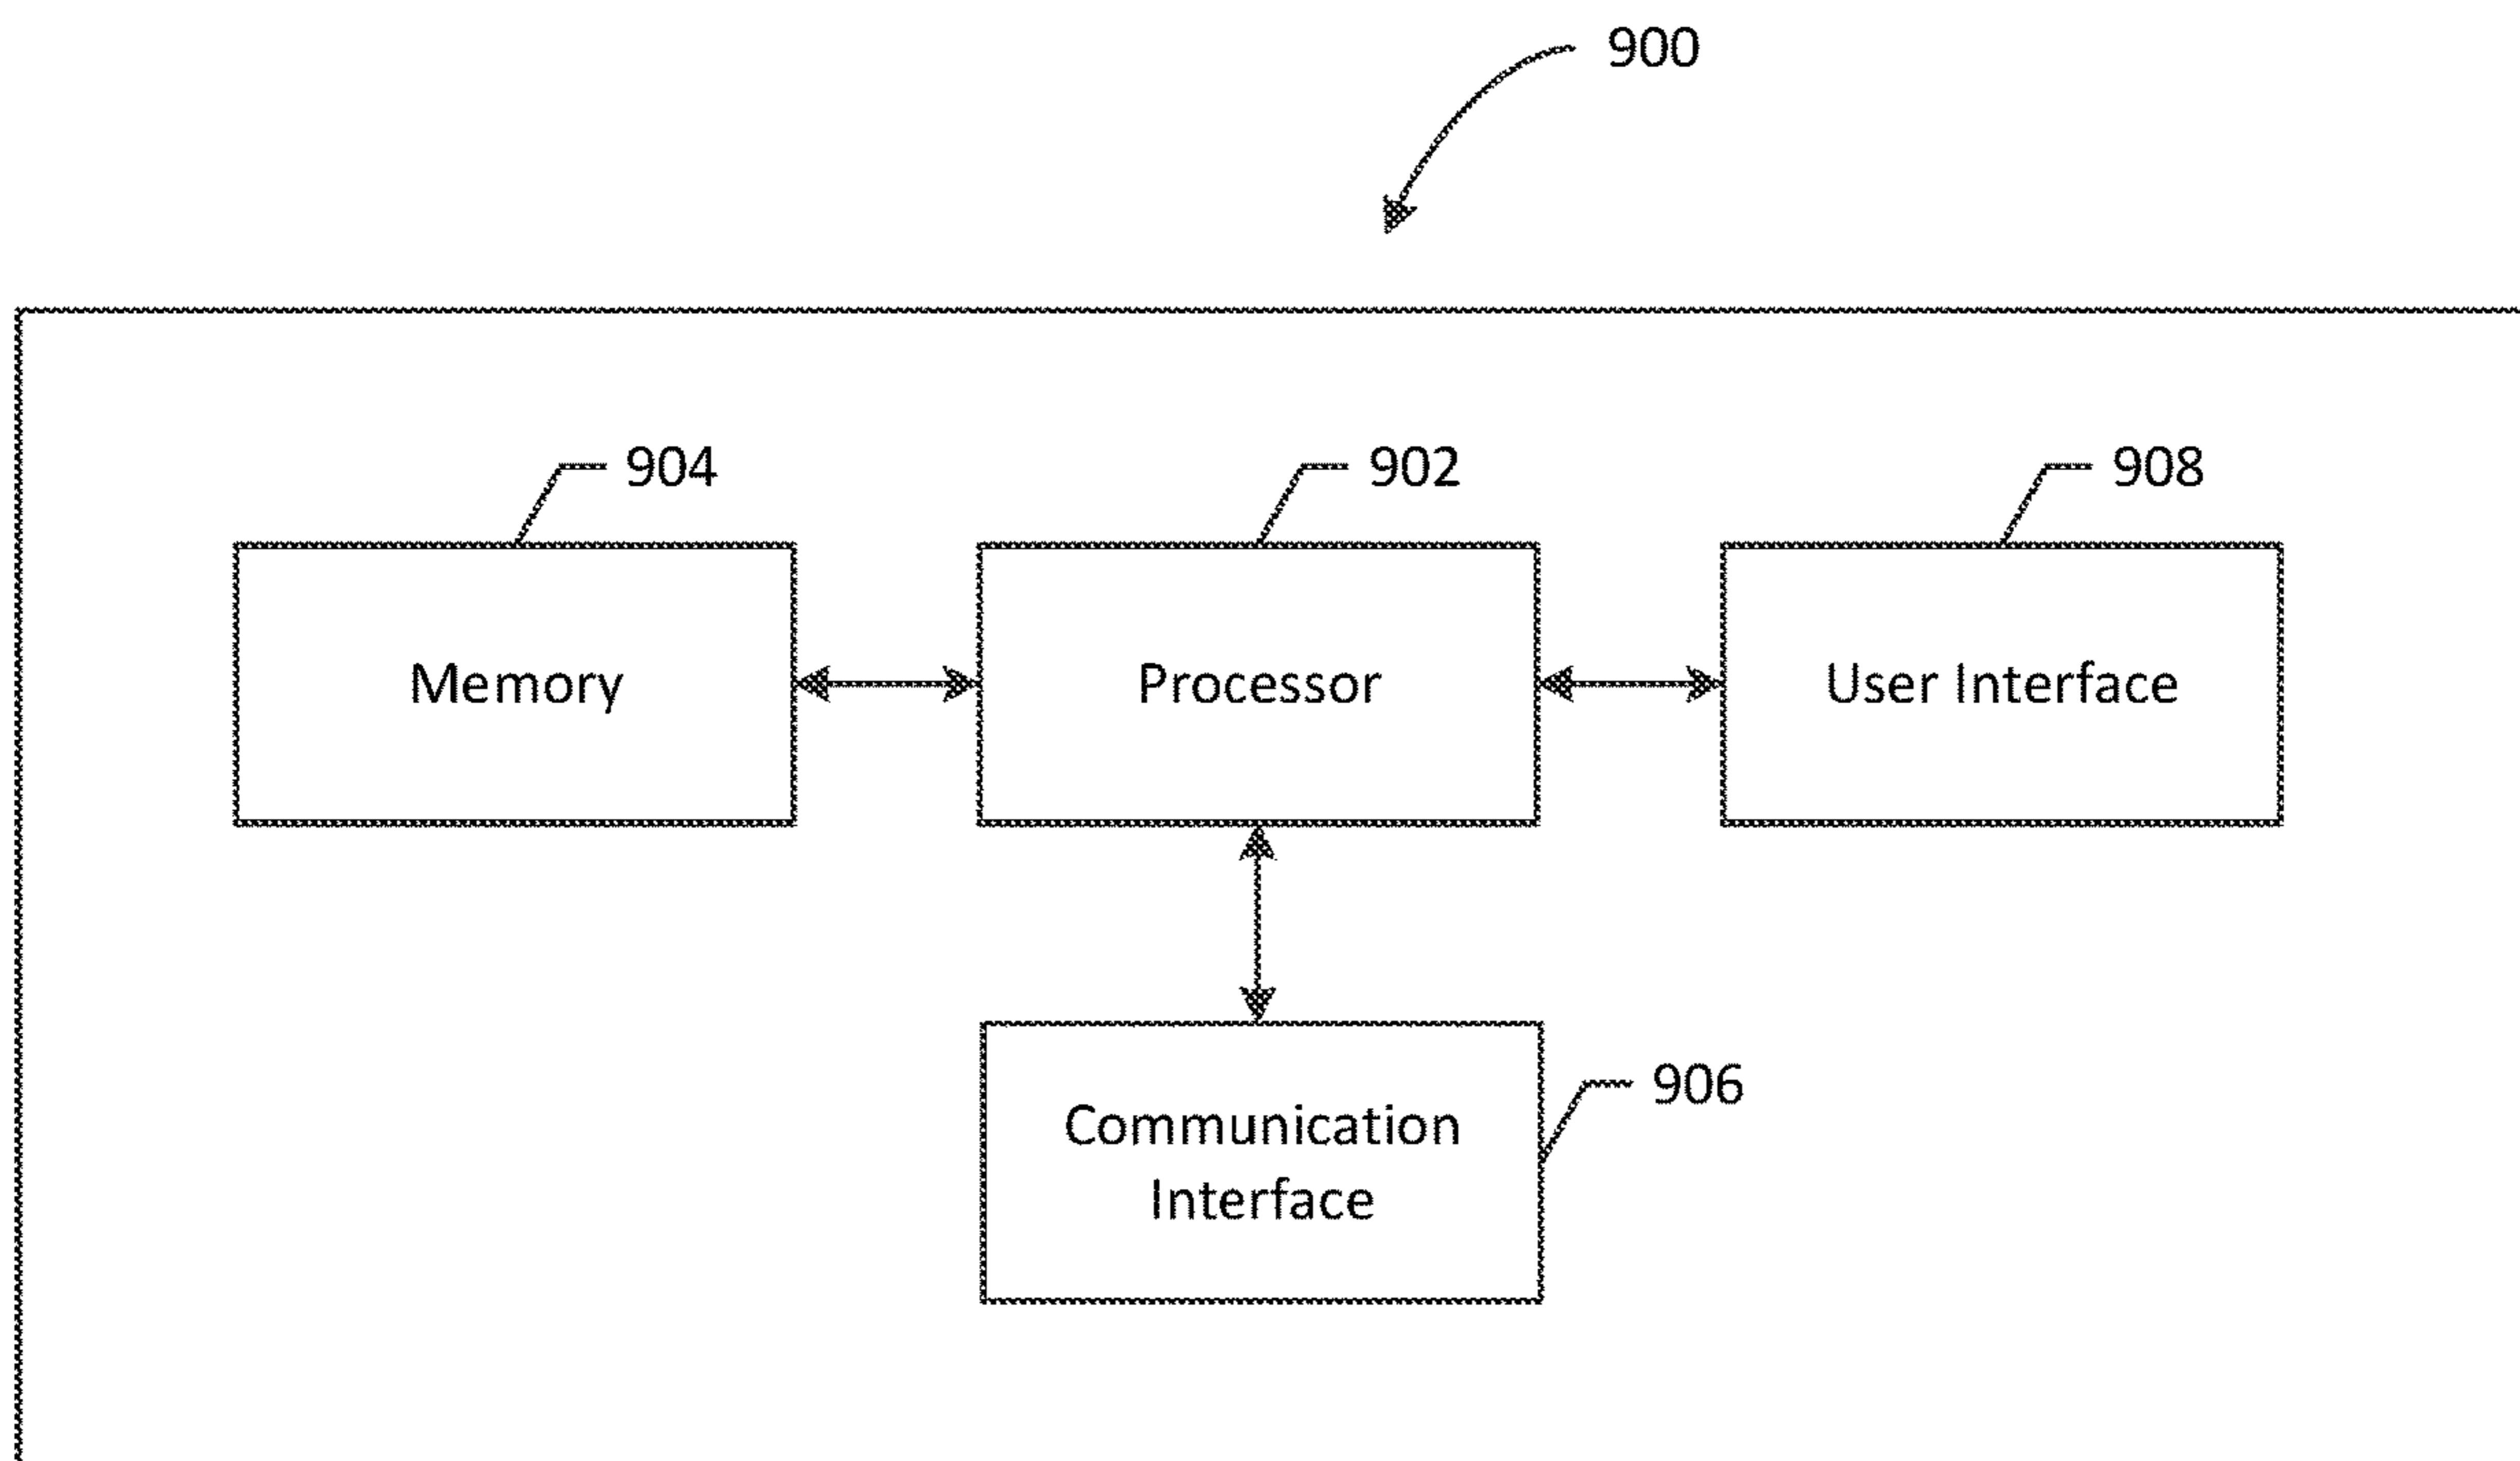 900
904
902
908
Memory
Processor
User Interface
906
Communication
Interface